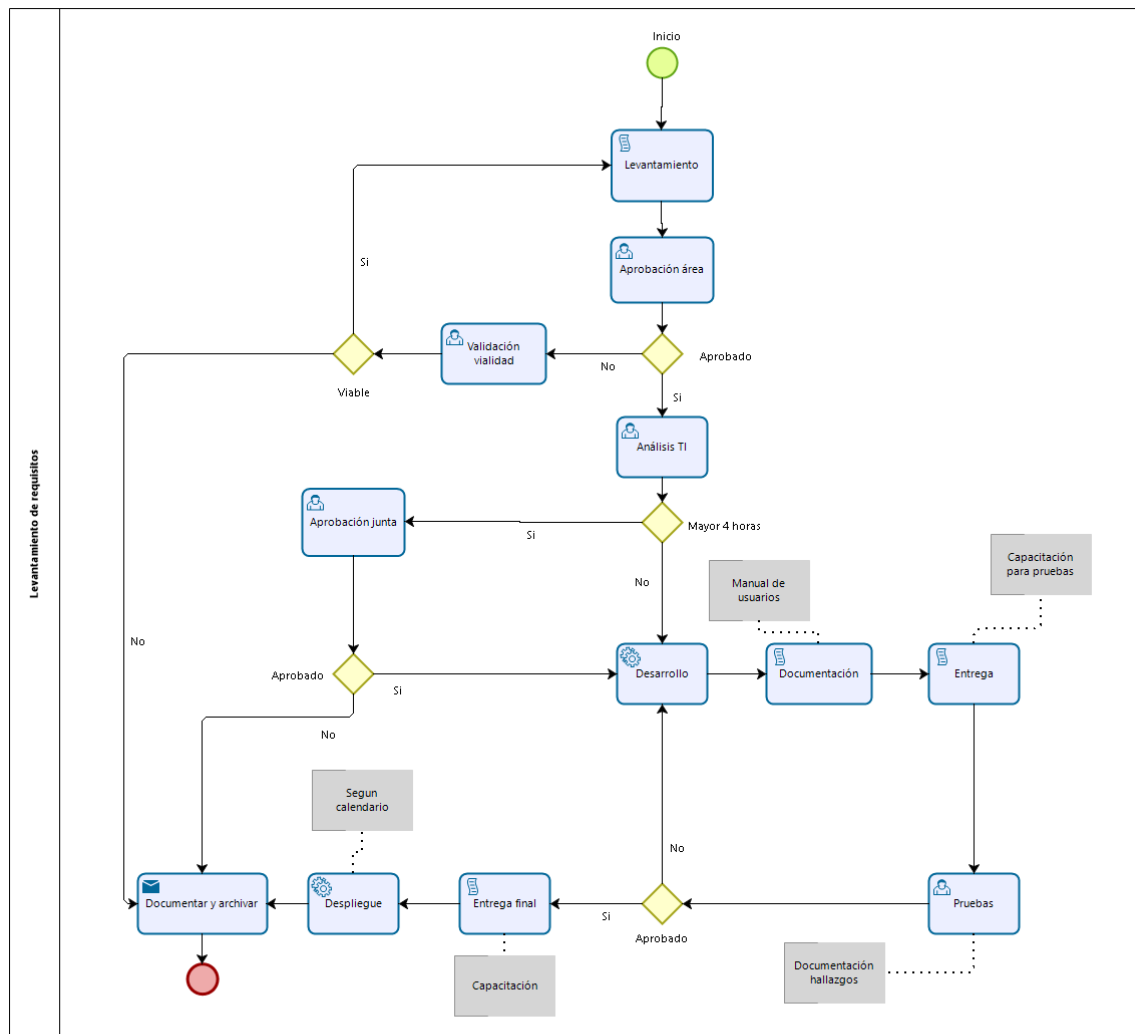 Levantamiento de requisitos
Inicio
Levantamiento
Si
Aprobación área
Validación
vialidad
No
Aprobado
Viable
Si
Análisis TI
Aprobación junta
Si
Mayor 4 horas
No
Manual de
usuarios
Capacitación
para pruebas
No
Aprobado
Si
Desarrollo
Documentación
Entrega
No
Segun
calendario
No
Documentar y archivar
Despliegue
Entrega final
Si
Aprobado
Pruebas
Capacitación
Documentación
hallazgos